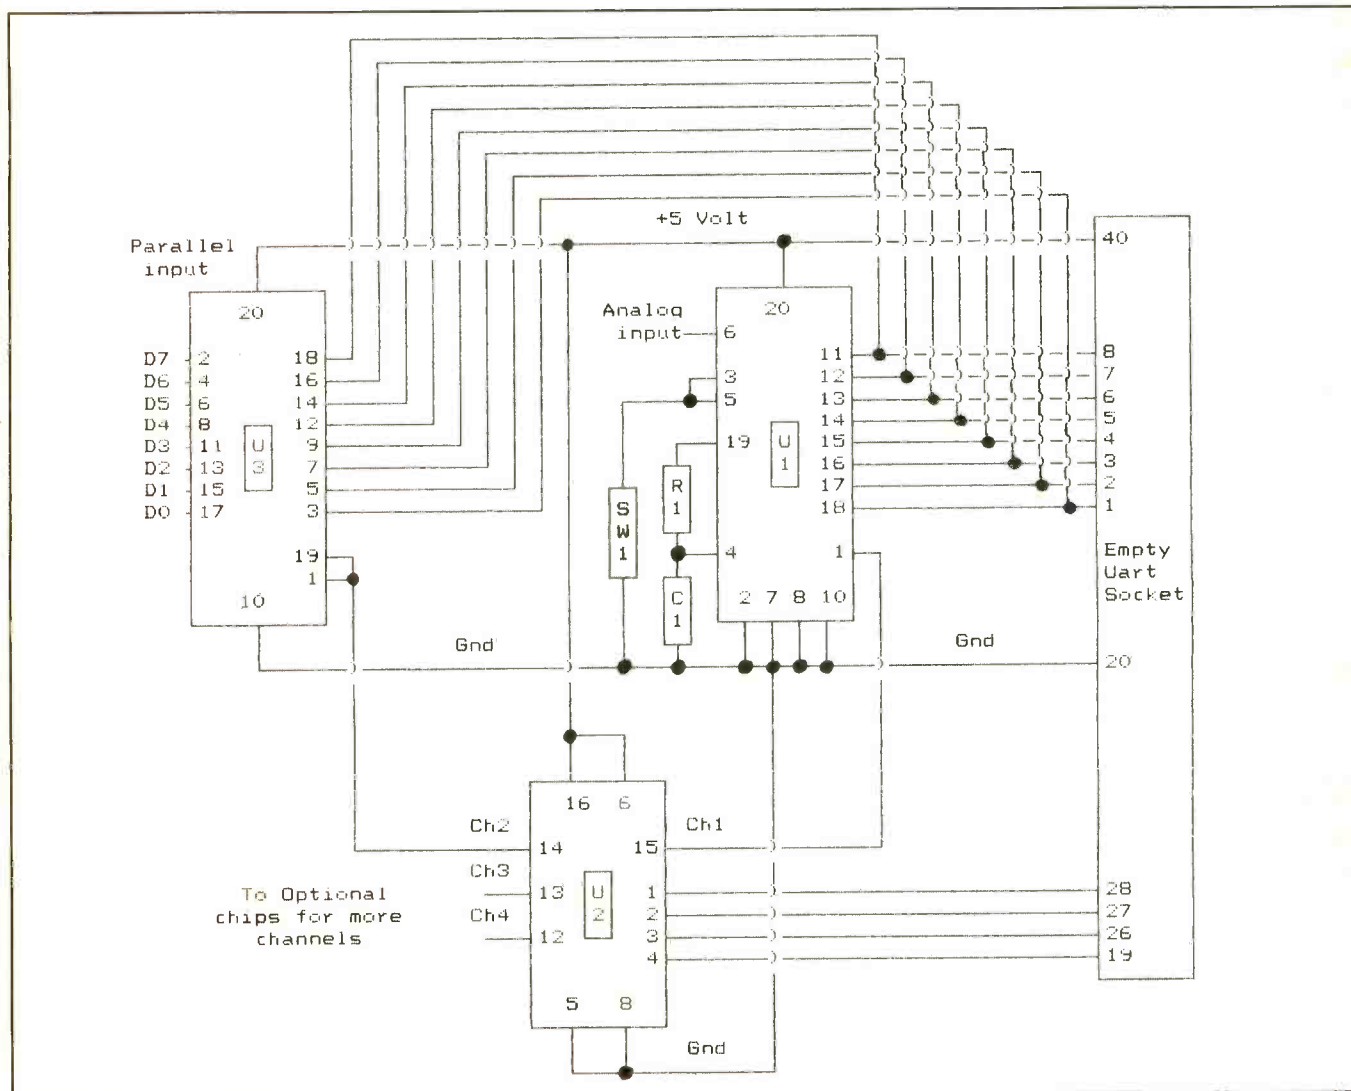 +5 Volt
Parallel
input
20
D7 2 18
D6 4 16
D5 6 14
D4 8 12
D3 11 9
D2 13 7
D1 15 5
D0 17 3
U
3
19
1
10
Gnd
Analog
input
20
6
3
5
19
4
U
1
11
12
13
14
15
16
17
18
1
2 7 8 10
SW1
R
1
C
1
Gnd
40
8
7
6
5
4
3
2
1
Empty
Uart
Socket
20
28
27
26
19
16 6
Ch2
14
Ch1
15
Ch3
13
Ch4
12
U
2
1
2
3
4
5 8
Gnd
To Optional
chips for more
channels